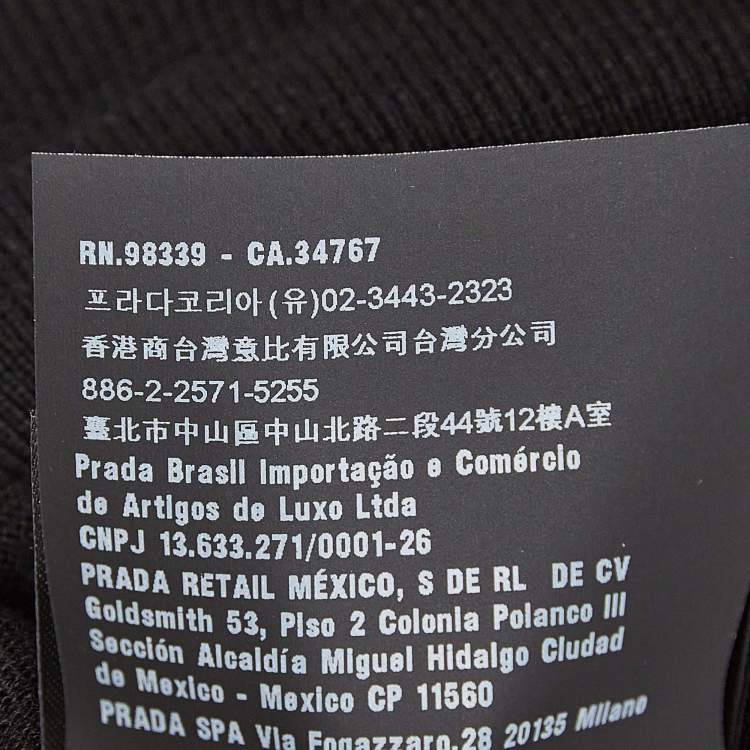 RN.98339 - CA.34767
프라다코리아(유)02-3443-2323
香港商台灣意比有限公司台灣分公司
886-2-2571-5255
臺北市中山區中山北路二段44號12樓A室
Prada Brasil Importação e Comércio
de Artigos de Luxo Ltda
CNPJ 13.633.271/0001-26
PRADA RETAIL MÉXICO, S DE RL DE CV
Goldsmith 53, Piso 2 Colonia Polanco III
Sección Alcaldía Miguel Hidalgo Ciudad
de Mexico - Mexico CP 11560
PRADA SPA Via Fogazzaro,28 20135 Milano